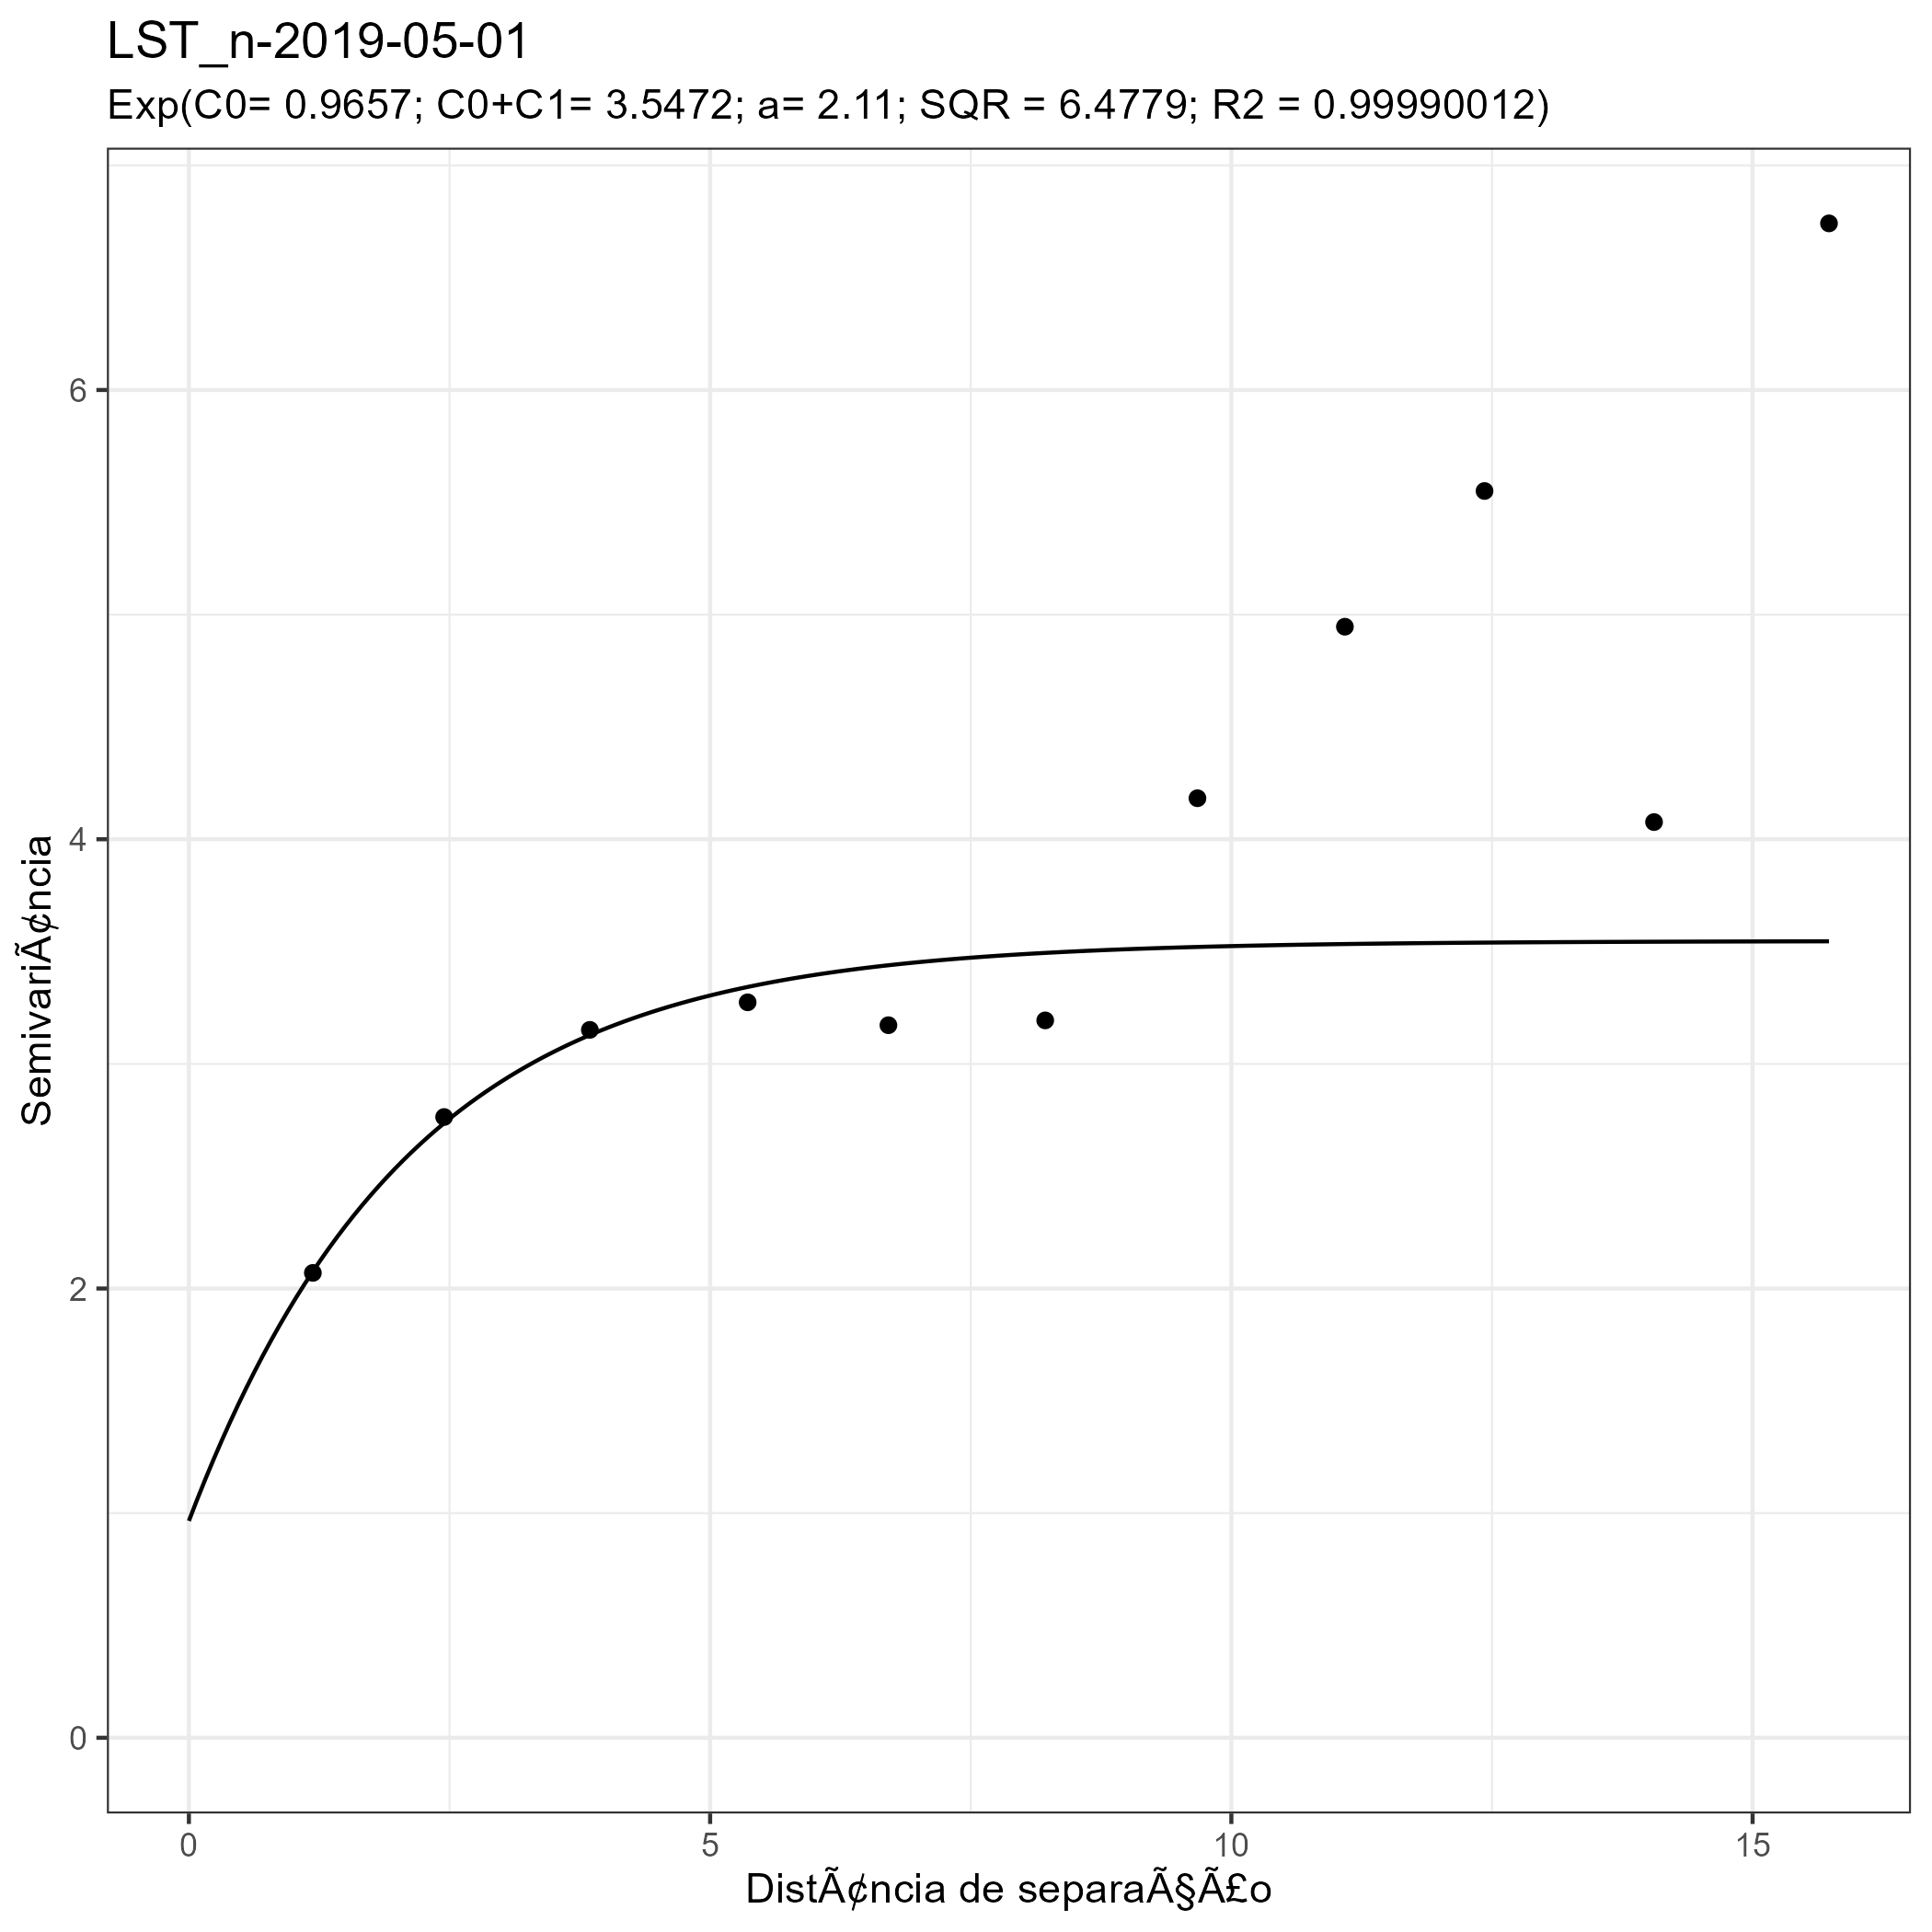 LST_n-2019-05-01
Exp(C0= 0.9657; C0+C1= 3.5472; a= 2.11; SQR = 6.4779; R2 = 0.99990012)
6
4
2
0
SemivariÃ¢ncia
0 5 10 15
DistÃ¢ncia de separaÃ§Ã£o